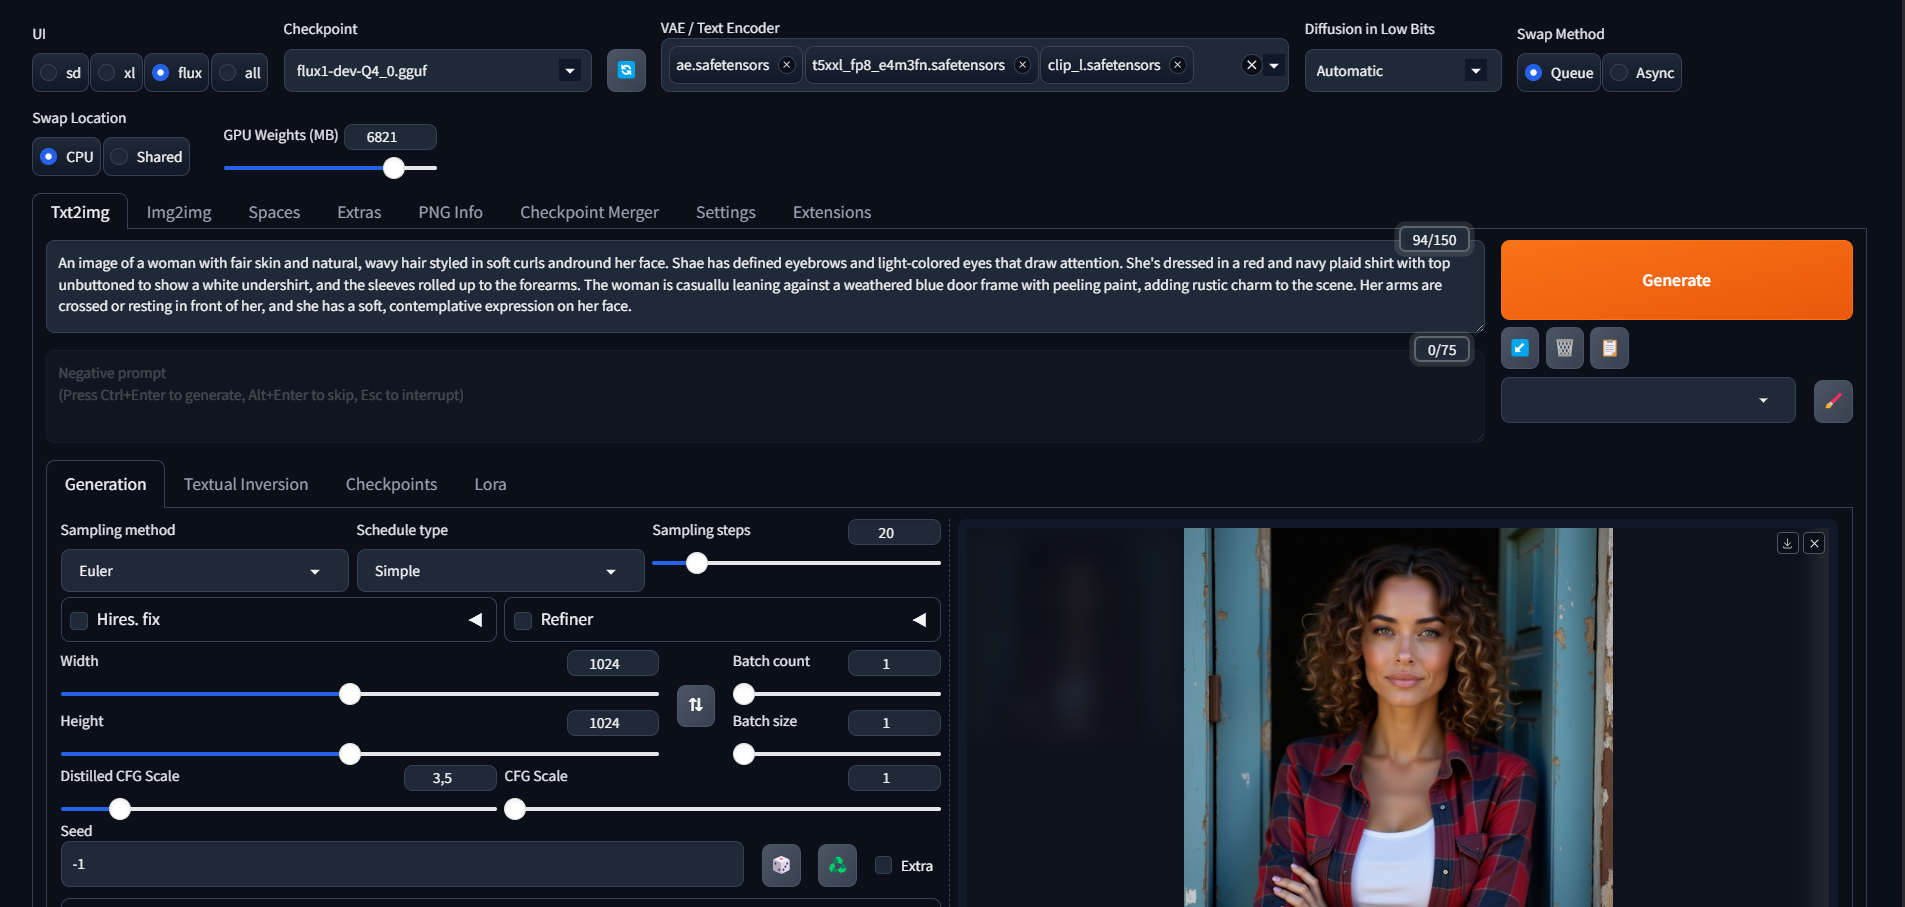 UI
sd
xl
flux
all
Checkpoint
flux1-dev-Q4_0.gguf
VAE / Text Encoder
ae.safetensors
t5xxl_fp8_e4m3fn.safetensors
clip_l.safetensors
Diffusion in Low Bits
Automatic
Swap Method
Queue
Async
Swap Location
CPU
Shared
GPU Weights (MB)
6821
Txt2img
Img2img
Spaces
Extras
PNG Info
Checkpoint Merger
Settings
Extensions
94/150
An image of a woman with fair skin and natural, wavy hair styled in soft curls andround her face. Shae has defined eyebrows and light-colored eyes that draw attention. She's dressed in a red and navy plaid shirt with top
unbuttoned to show a white undershirt, and the sleeves rolled up to the forearms. The woman is casuallu leaning against a weathered blue door frame with peeling paint, adding rustic charm to the scene. Her arms are
crossed or resting in front of her, and she has a soft, contemplative expression on her face.
Generate
0/75
Negative prompt
(Press Ctrl+Enter to generate, Alt+Enter to skip, Esc to interrupt)
Generation
Textual Inversion
Checkpoints
Lora
Sampling method
Euler
Schedule type
Simple
Sampling steps
20
Hires. fix
Refiner
Width
1024
Batch count
1
Height
1024
Batch size
1
Distilled CFG Scale
3,5
CFG Scale
1
Seed
-1
Extra